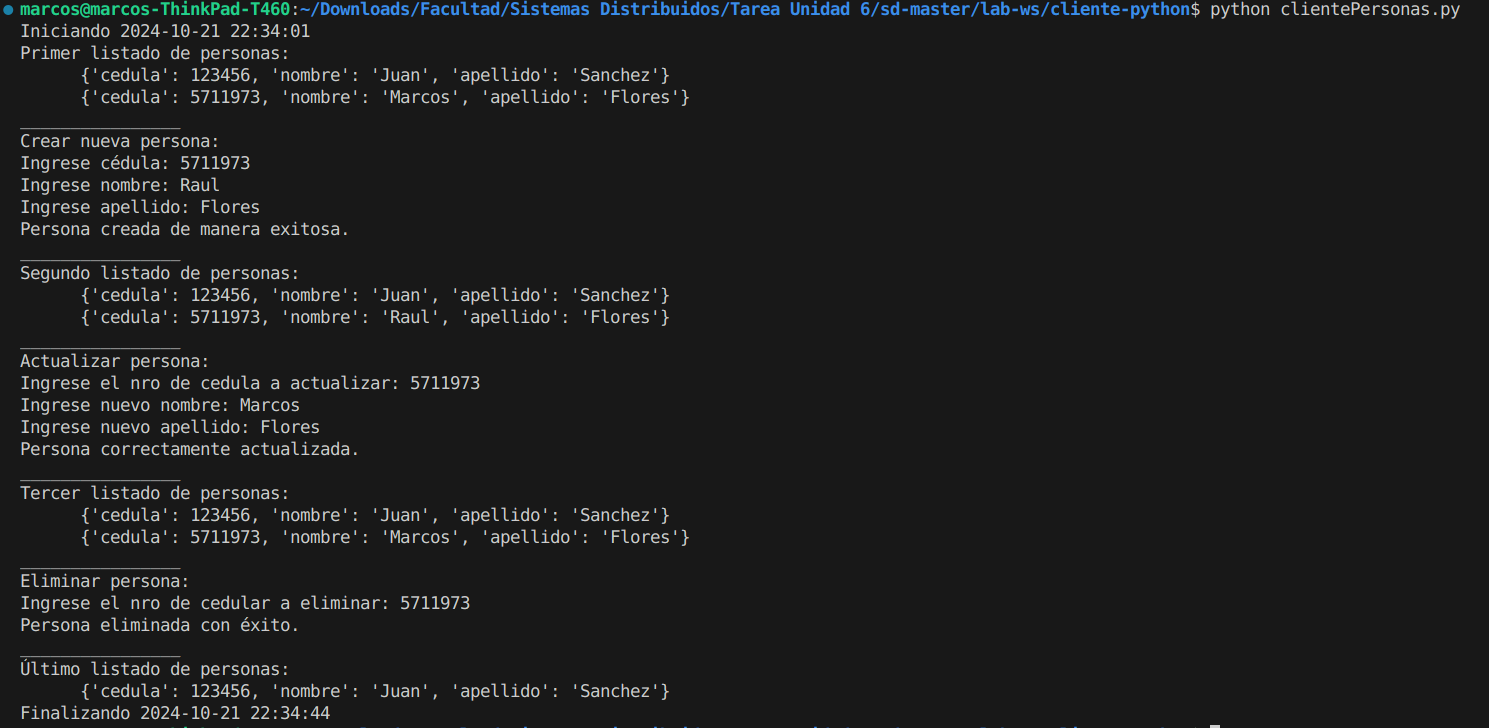 marcos@marcos-ThinkPad-T460:~/Downloads/Facultad/Sistemas Distribuidos/Tarea Unidad 6/sd-master/lab-ws/cliente-python$ python clientePersonas.py
Iniciando 2024-10-21 22:34:01
Primer listado de personas:
{'cedula': 123456, 'nombre': 'Juan', 'apellido': 'Sanchez'}
{'cedula': 5711973, 'nombre': 'Marcos', 'apellido': 'Flores'}
________________
Crear nueva persona:
Ingrese cédula: 5711973
Ingrese nombre: Raul
Ingrese apellido: Flores
Persona creada de manera exitosa.
________________
Segundo listado de personas:
{'cedula': 123456, 'nombre': 'Juan', 'apellido': 'Sanchez'}
{'cedula': 5711973, 'nombre': 'Raul', 'apellido': 'Flores'}
________________
Actualizar persona:
Ingrese el nro de cedula a actualizar: 5711973
Ingrese nuevo nombre: Marcos
Ingrese nuevo apellido: Flores
Persona correctamente actualizada.
________________
Tercer listado de personas:
{'cedula': 123456, 'nombre': 'Juan', 'apellido': 'Sanchez'}
{'cedula': 5711973, 'nombre': 'Marcos', 'apellido': 'Flores'}
________________
Eliminar persona:
Ingrese el nro de cedular a eliminar: 5711973
Persona eliminada con éxito.
________________
Último listado de personas:
{'cedula': 123456, 'nombre': 'Juan', 'apellido': 'Sanchez'}
Finalizando 2024-10-21 22:34:44